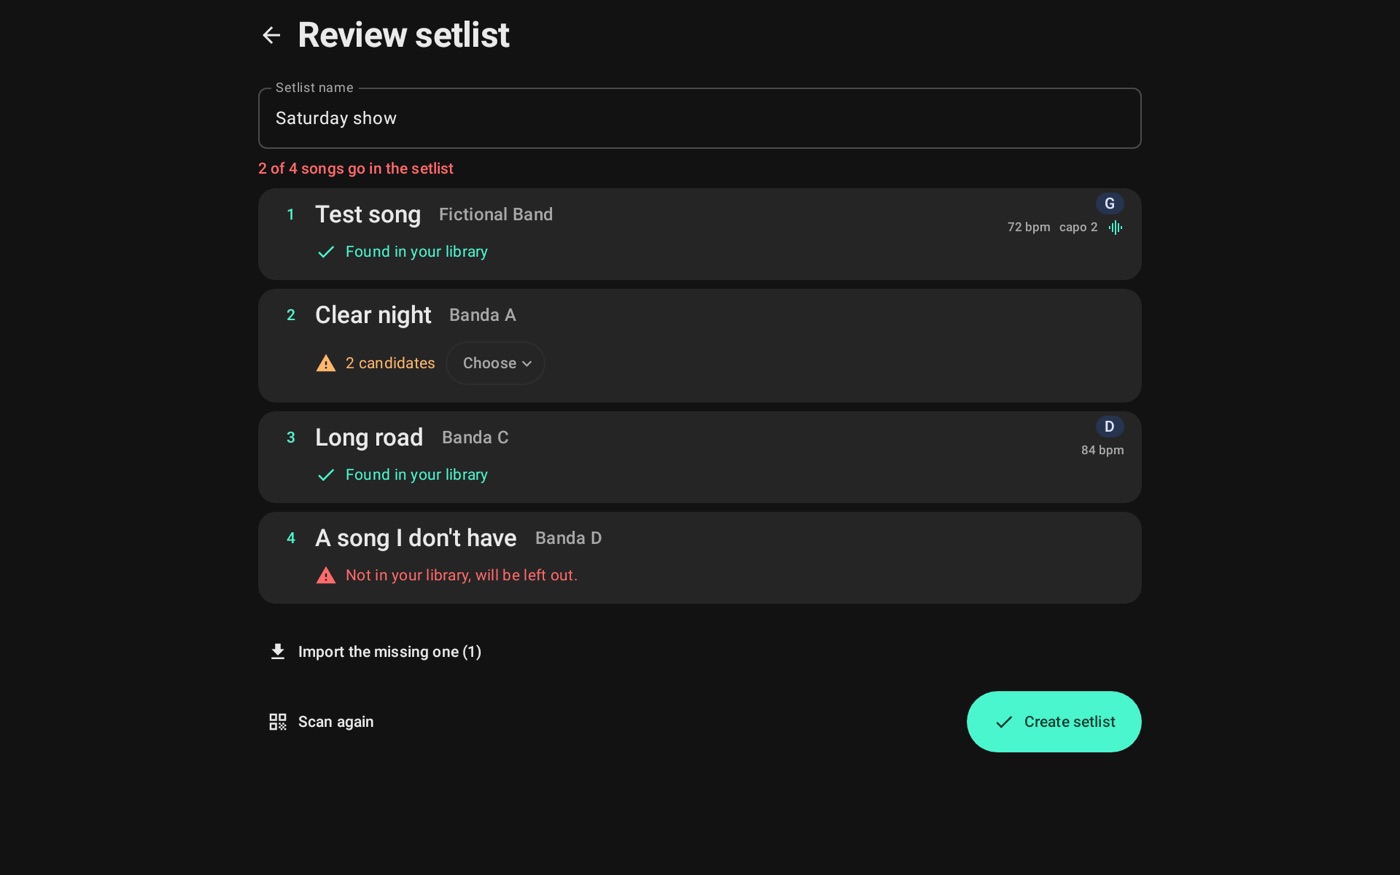 Review setlist
Setlist name
Saturday show
2 of 4 songs go in the setlist
1 Test song Fictional Band G
72 bpm capo 2
Found in your library
2 Clear night Banda A
2 candidates Choose
3 Long road Banda C D
84 bpm
Found in your library
4 A song I don't have Banda D
Not in your library, will be left out.
Import the missing one (1)
Scan again Create setlist